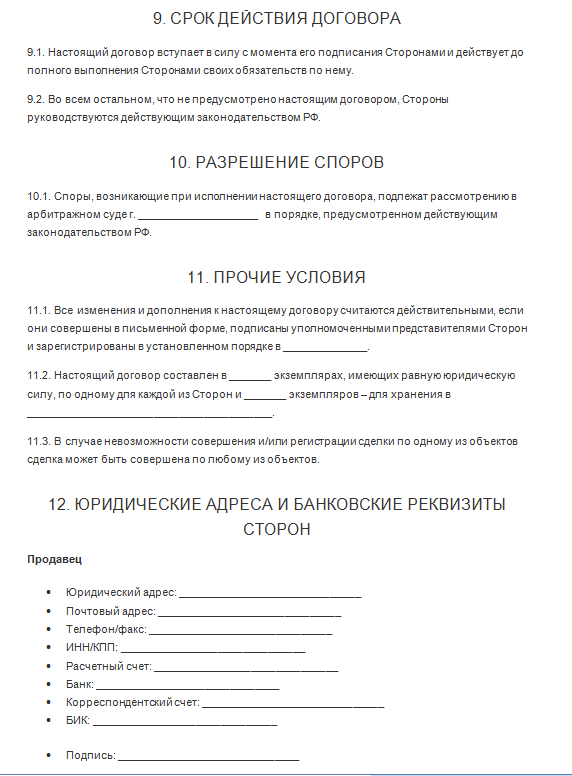 9. СРОК ДЕЙСТВИЯ ДОГОВОРА
9.1. Настоящий договор вступает в силу с момента его подписания Сторонами и действует до
полного выполнения Сторонами своих обязательств по нему.
9.2. Во всем остальном, что не предусмотрено настоящим договором, Стороны
руководствуются действующим законодательством РФ.
10. РАЗРЕШЕНИЕ СПОРОВ
10.1. Споры, возникающие при исполнении настоящего договора, подлежат рассмотрению в
арбитражном суде г. ____________________ в порядке, предусмотренном действующим
законодательством РФ.
11. ПРОЧИЕ УСЛОВИЯ
11.1. Все изменения и дополнения к настоящему договору считаются действительными, если
они совершены в письменной форме, подписаны уполномоченными представителями Сторон
и зарегистрированы в установленном порядке в ______________.
11.2. Настоящий договор составлен в _______ экземплярах, имеющих равную юридическую
силу, по одному для каждой из Сторон и _______ экземпляров – для хранения в
_________________________________________.
11.3. В случае невозможности совершения и/или регистрации сделки по одному из объектов
сделка может быть совершена по любому из объектов.
12. ЮРИДИЧЕСКИЕ АДРЕСА И БАНКОВСКИЕ РЕКВИЗИТЫ
СТОРОН
Продавец
• Юридический адрес: ______________________________
• Почтовый адрес: ______________________________
• Телефон/факс: ______________________________
• ИНН/КПП: ______________________________
• Расчетный счет: ______________________________
• Банк: ______________________________
• Корреспондентский счет: ______________________________
• БИК: ______________________________
• Подпись: ______________________________